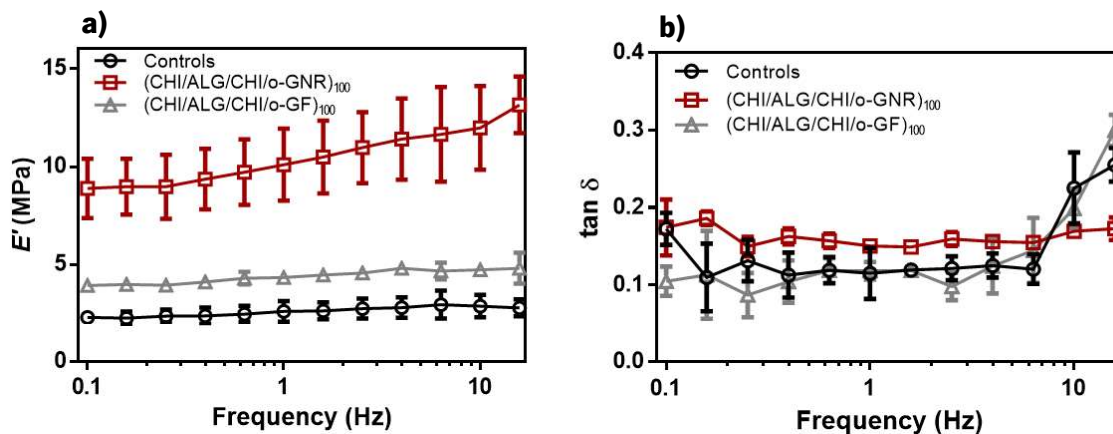 a)
E' (MPa)
15
10
5
0
Controls
(CHI/ALG/CHI/o-GNR)100
(CHI/ALG/CHI/o-GF)100
0.1 1 10
Frequency (Hz)
b)
tan δ
0.4
0.3
0.2
0.1
0.0
Controls
(CHI/ALG/CHI/o-GNR)100
(CHI/ALG/CHI/o-GF)100
0.1 1 10
Frequency (Hz)